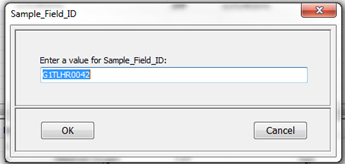 Sample_Field_ID
Enter a value for Sample_Field_ID:
G1TLHR0042
OK
Cancel